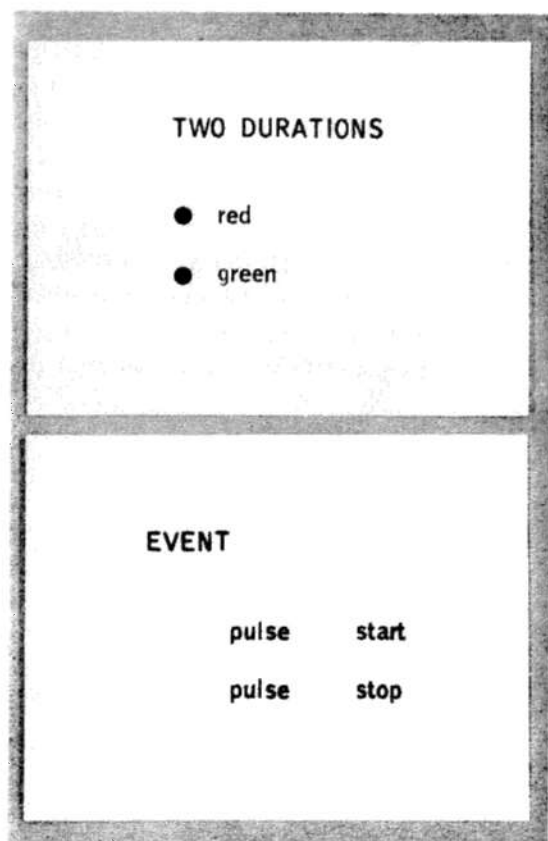 TWO DURATIONS
● red
● green
EVENT
pulse start
pulse stop